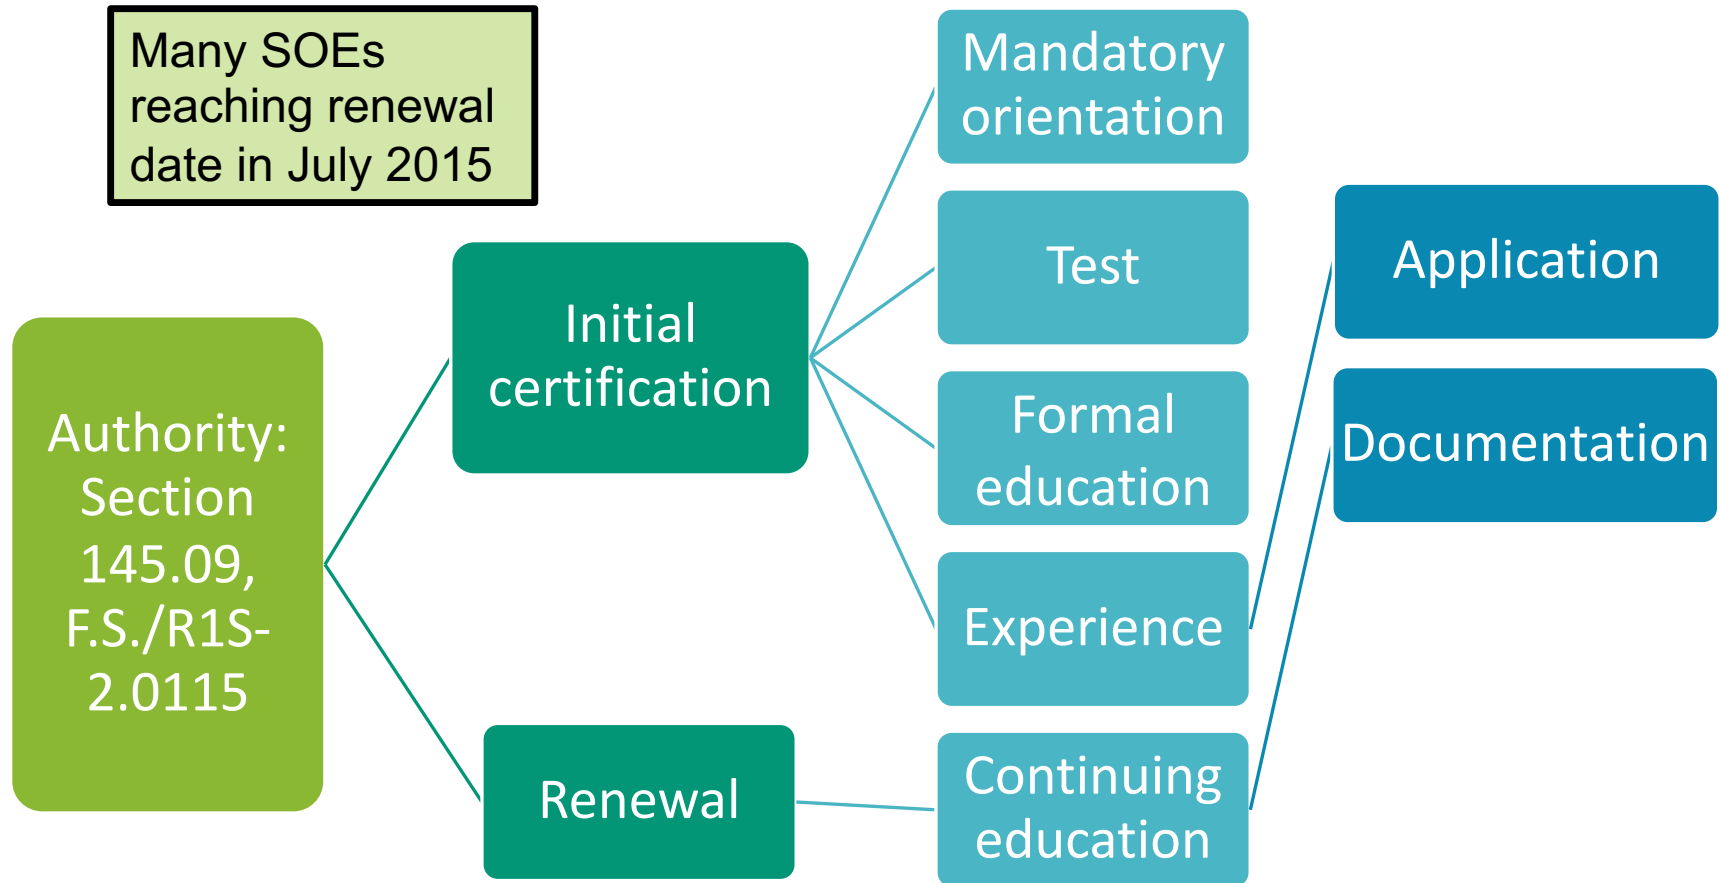 Many SOEs
reaching renewal
date in July 2015
Authority:
Section
145.09,
F.S./R1S-
2.0115
Initial
certification
Renewal
Mandatory
orientation
Test
Formal
education
Experience
Continuing
education
Application
Documentation